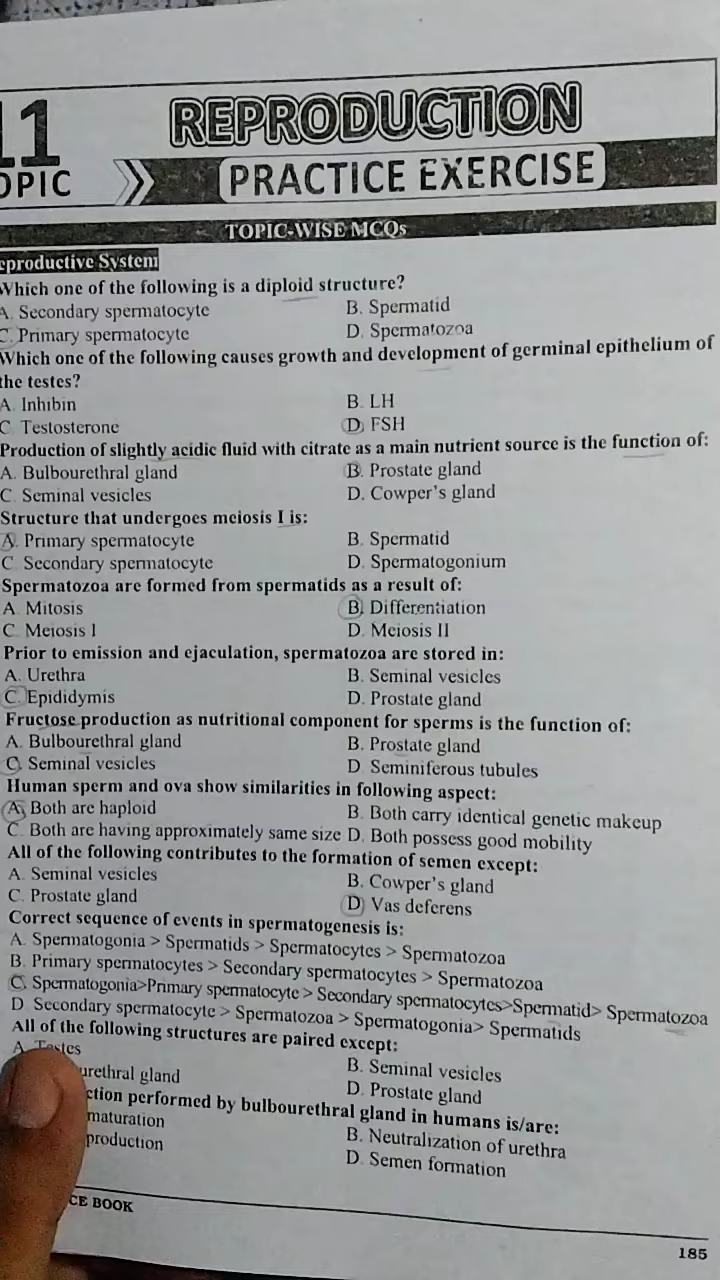 11
OPIC
REPRODUCTION
PRACTICE EXERCISE
TOPIC-WISE MCQs
eproductive System
Which one of the following is a diploid structure?
A. Secondary spermatocyte B. Spermatid
C. Primary spermatocyte D. Spermatozoa
Which one of the following causes growth and development of germinal epithelium of
the testes?
A. Inhibin B. LH
C. Testosterone D. FSH
Production of slightly acidic fluid with citrate as a main nutrient source is the function of:
A. Bulbourethral gland B. Prostate gland
C. Seminal vesicles D. Cowper's gland
Structure that undergoes meiosis I is:
A. Primary spermatocyte B. Spermatid
C. Secondary spermatocyte D. Spermatogonium
Spermatozoa are formed from spermatids as a result of:
A. Mitosis B. Differentiation
C. Meiosis I D. Meiosis II
Prior to emission and ejaculation, spermatozoa are stored in:
A. Urethra B. Seminal vesicles
C. Epididymis D. Prostate gland
Fructose production as nutritional component for sperms is the function of:
A. Bulbourethral gland B. Prostate gland
C. Seminal vesicles D. Seminiferous tubules
Human sperm and ova show similarities in following aspect:
A. Both are haploid B. Both carry identical genetic makeup
C. Both are having approximately same size D. Both possess good mobility
All of the following contributes to the formation of semen except:
A. Seminal vesicles B. Cowper's gland
C. Prostate gland D. Vas deferens
Correct sequence of events in spermatogenesis is:
A. Spermatogonia > Spermatids > Spermatocytes > Spermatozoa
B. Primary spermatocytes > Secondary spermatocytes > Spermatozoa
C. Spermatogonia>Primary spermatocyte > Secondary spermatocytes>Spermatid> Spermatozoa
D. Secondary spermatocyte > Spermatozoa > Spermatogonia> Spermatids
All of the following structures are paired except:
A. Testes B. Seminal vesicles
urethral gland D. Prostate gland
ction performed by bulbourethral gland in humans is/are:
maturation B. Neutralization of urethra
production D. Semen formation
CE BOOK
185